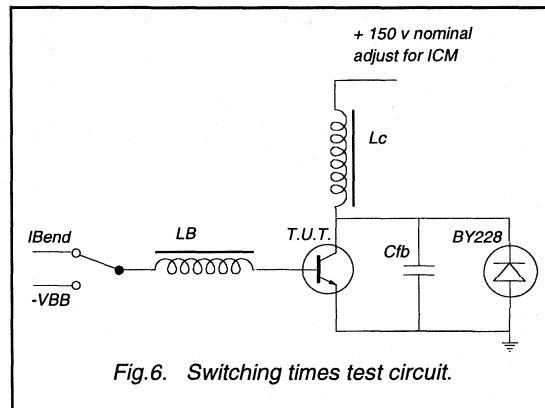 + 150 v nominal
adjust for ICM
Lc
IBend
LB
T.U.T.
Cfb
BY228
-VBB
Fig.6. Switching times test circuit.